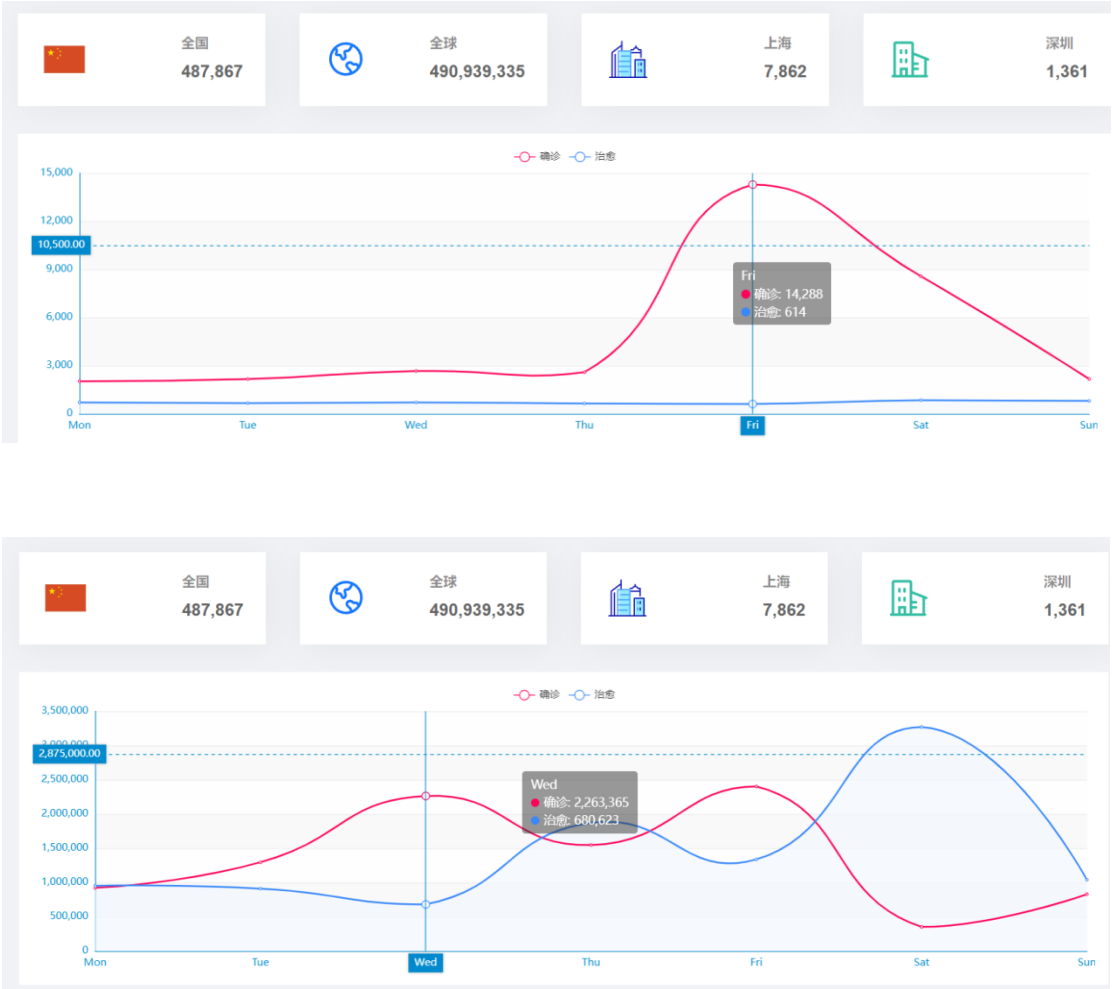 全国
487,867
全球
490,939,335
上海
7,862
深圳
1,361
确诊 治愈
15,000
12,000
10,500.00
9,000
6,000
3,000
0
Fri
确诊: 14,288
治愈: 614
Mon Tue Wed Thu Fri Sat Sun
全国
487,867
全球
490,939,335
上海
7,862
深圳
1,361
确诊 治愈
3,500,000
3,000,000
2,875,000.00
2,500,000
2,000,000
1,500,000
1,000,000
500,000
0
Wed
确诊: 2,263,365
治愈: 680,623
Mon Tue Wed Thu Fri Sat Sun